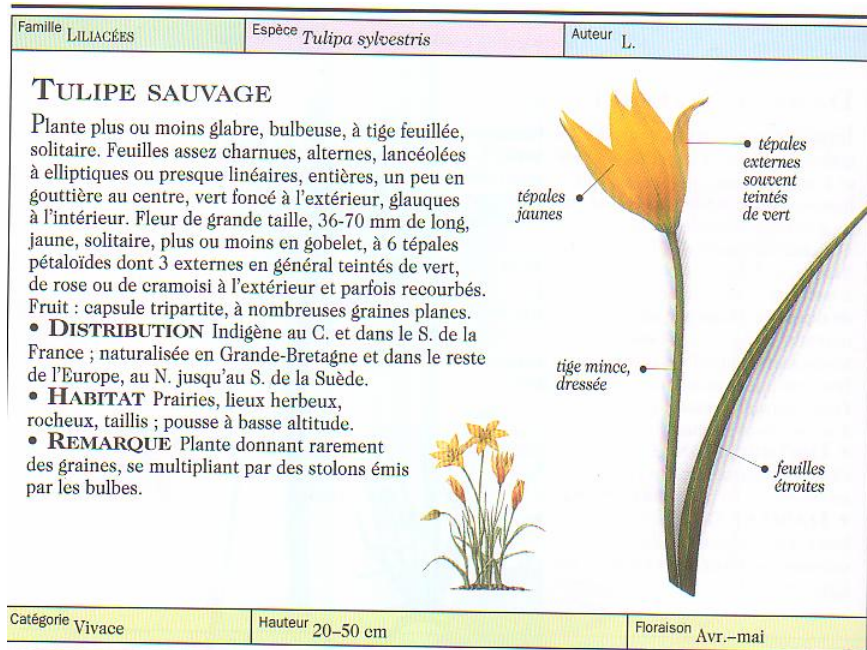 Famille LILIACÉES
Espèce Tulipa sylvestris
Auteur L.
TULIPE SAUVAGE
Plante plus ou moins glabre, bulbeuse, à tige feuillée,
solitaire. Feuilles assez charnues, alternes, lancéolées
à elliptiques ou presque linéaires, entières, un peu en
gouttière au centre, vert foncé à l'extérieur, glauques
à l'intérieur. Fleur de grande taille, 36-70 mm de long,
jaune, solitaire, plus ou moins en gobelet, à 6 tépales
pétaloïdes dont 3 externes en général teintés de vert,
de rose ou de cramoisi à l'extérieur et parfois recourbés.
Fruit : capsule tripartite, à nombreuses graines planes.
• DISTRIBUTION Indigène au C. et dans le S. de la
France ; naturalisée en Grande-Bretagne et dans le reste
de l'Europe, au N. jusqu'au S. de la Suède.
• HABITAT Prairies, lieux herbeux,
rocheux, taillis ; pousse à basse altitude.
• REMARQUE Plante donnant rarement
des graines, se multipliant par des stolons émis
par les bulbes.
tépales
jaunes
tépales
externes
souvent
teintés
de vert
tige mince,
dressée
feuilles
étroites
Catégorie Vivace
Hauteur 20–50 cm
Floraison Avr.–mai